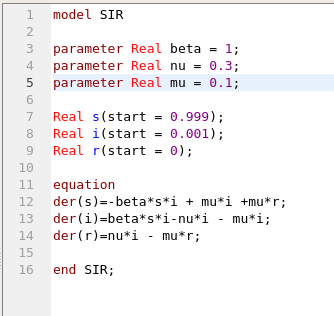 1 model SIR
2
3 parameter Real beta = 1;
4 parameter Real nu = 0.3;
5 parameter Real mu = 0.1;
6
7 Real s(start = 0.999);
8 Real i(start = 0.001);
9 Real r(start = 0);
10
11 equation
12 der(s)=-beta*s*i + mu*i +mu*r;
13 der(i)=beta*s*i-nu*i - mu*i;
14 der(r)=nu*i - mu*r;
15
16 end SIR;